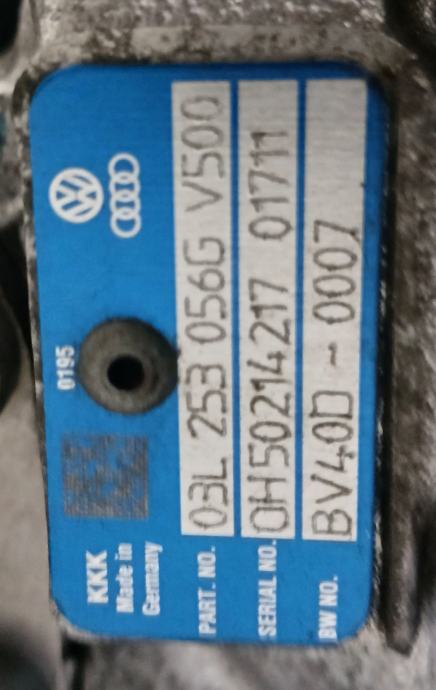 KKK
Made in
Germany
0195
PART. NO. 03L 253 056G V500
SERIAL NO. 0H50214217 01711
BW NO. BV40D - 0007